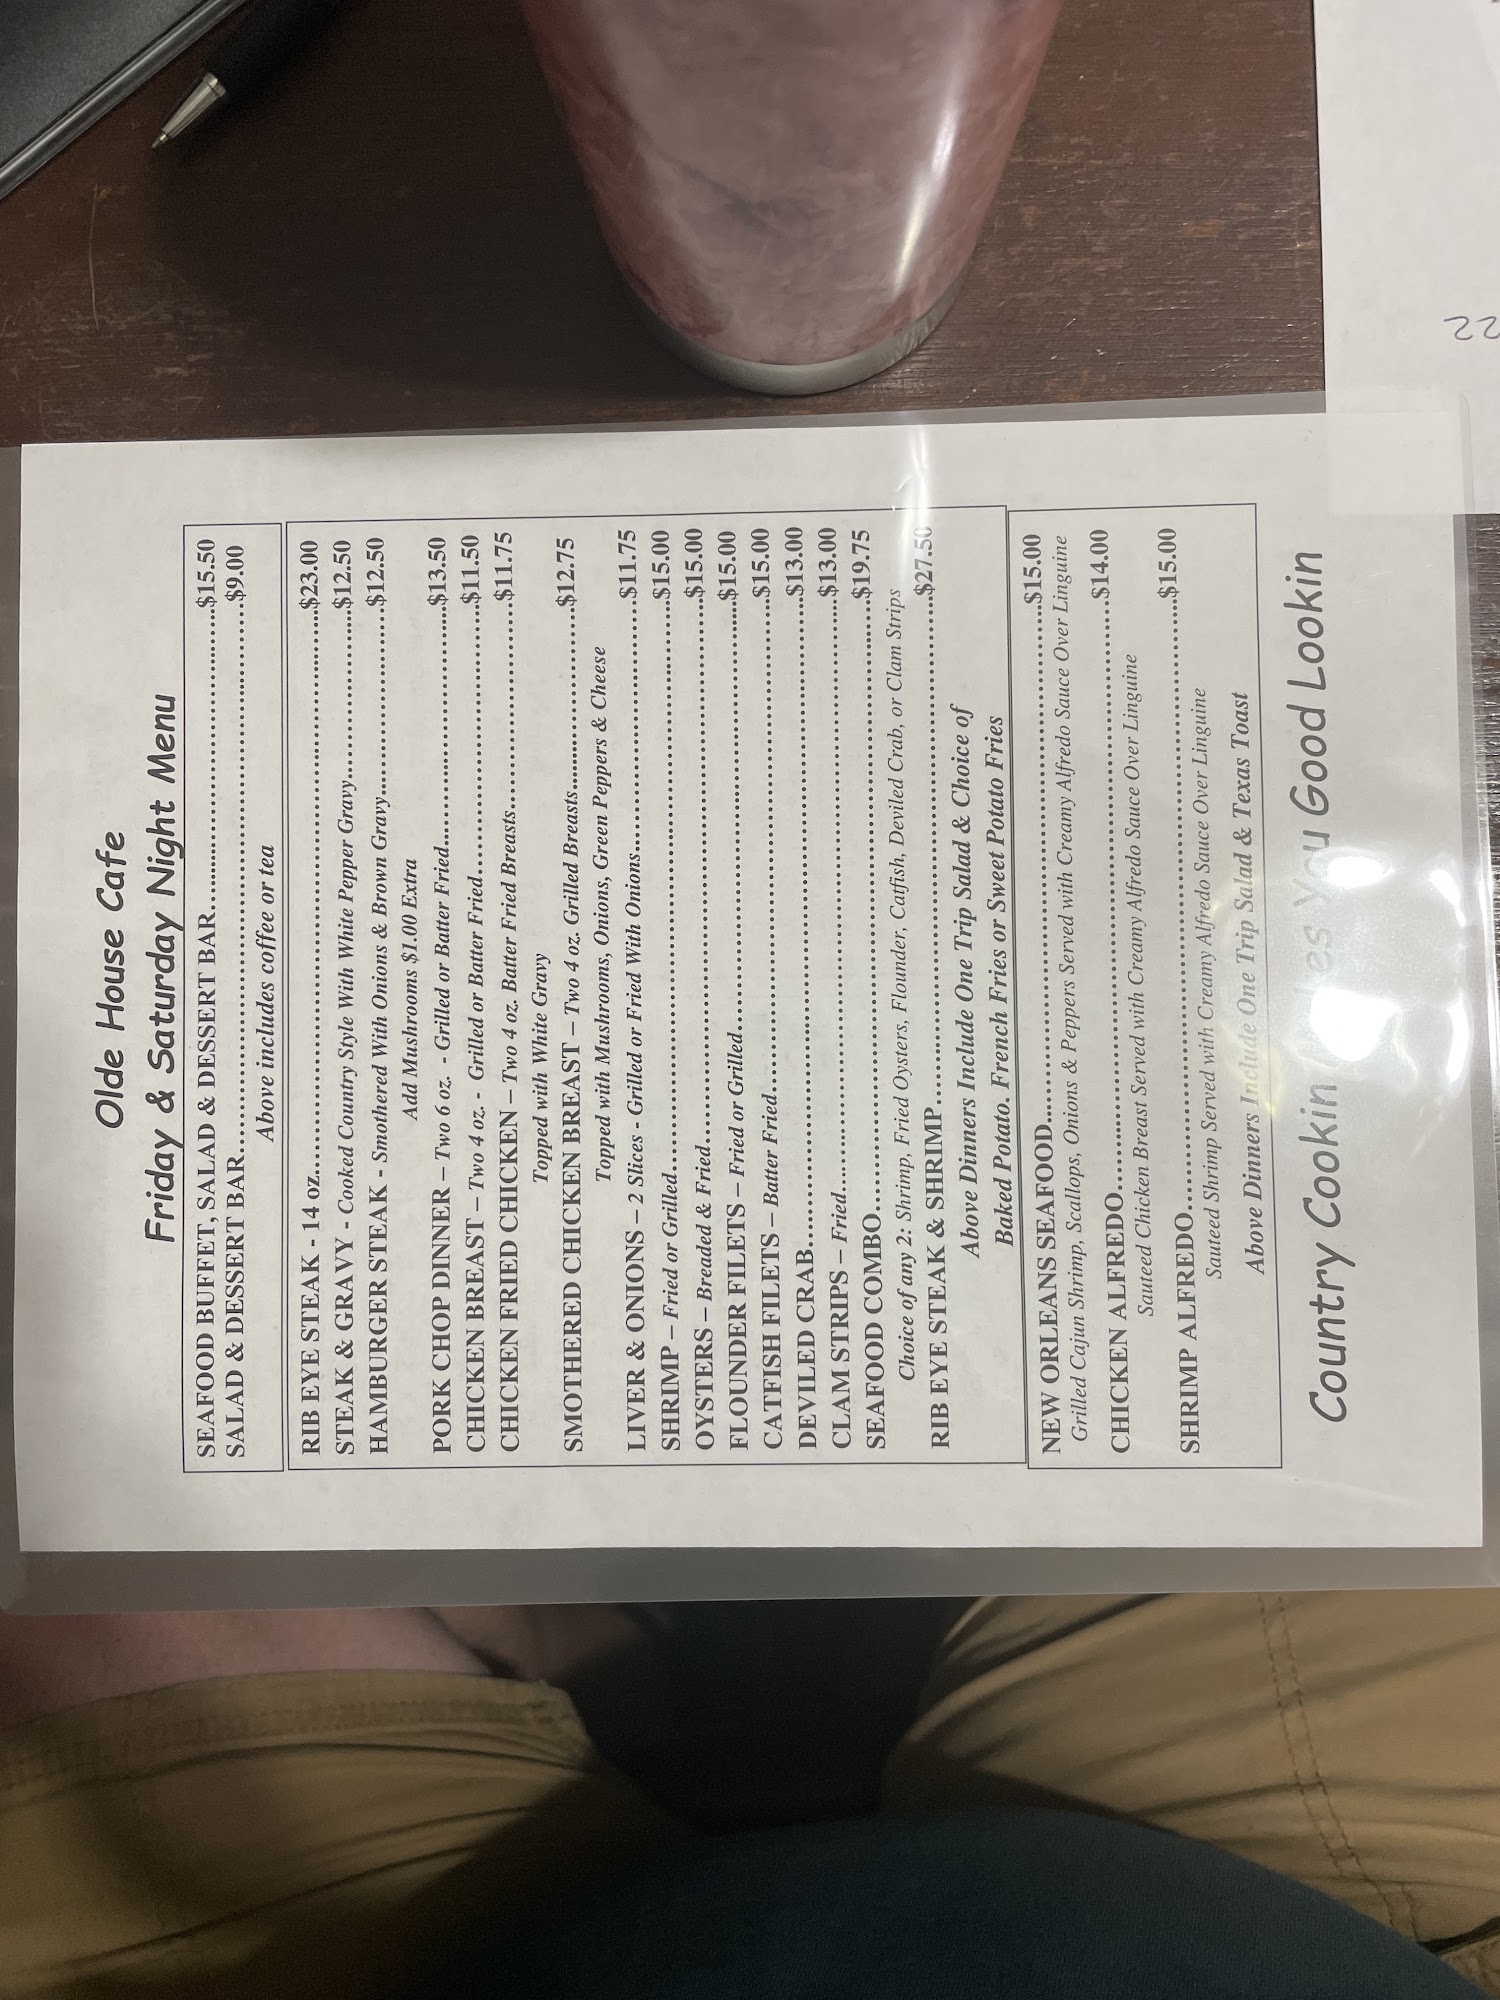 Olde House Cafe
Friday & Saturday Night Menu
SEAFOOD BUFFET, SALAD & DESSERT BAR..............................$15.50
SALAD & DESSERT BAR..............................$9.00
Above includes coffee or tea
RIB EYE STEAK - 14 oz..............................$23.00
STEAK & GRAVY - Cooked Country Style With White Pepper Gravy....................$12.50
HAMBURGER STEAK - Smothered With Onions & Brown Gravy....................$12.50
Add Mushrooms $1.00 Extra
PORK CHOP DINNER – Two 6 oz. - Grilled or Batter Fried..............................$13.50
CHICKEN BREAST – Two 4 oz. - Grilled or Batter Fried..............................$11.50
CHICKEN FRIED CHICKEN – Two 4 oz. Batter Fried Breasts....................$11.75
Topped with White Gravy
SMOTHERED CHICKEN BREAST – Two 4 oz. Grilled Breasts....................$12.75
Topped with Mushrooms, Onions, Green Peppers & Cheese
LIVER & ONIONS – 2 Slices - Grilled or Fried With Onions..............................$11.75
SHRIMP – Fried or Grilled..............................$15.00
OYSTERS – Breaded & Fried..............................$15.00
FLOUNDER FILETS – Fried or Grilled..............................$15.00
CATFISH FILETS – Batter Fried..............................$15.00
DEVILED CRAB..............................$13.00
CLAM STRIPS – Fried..............................$13.00
SEAFOOD COMBO..............................$19.75
Choice of any 2: Shrimp, Fried Oysters, Flounder, Catfish, Deviled Crab, or Clam Strips
RIB EYE STEAK & SHRIMP..............................$27.50
Above Dinners Include One Trip Salad & Choice of
Baked Potato. French Fries or Sweet Potato Fries
NEW ORLEANS SEAFOOD..............................$15.00
Grilled Cajun Shrimp, Scallops, Onions & Peppers Served with Creamy Alfredo Sauce Over Linguine
CHICKEN ALFREDO..............................$14.00
Sauteed Chicken Breast Served with Creamy Alfredo Sauce Over Linguine
SHRIMP ALFREDO..............................$15.00
Sauteed Shrimp Served with Creamy Alfredo Sauce Over Linguine
Above Dinners Include One Trip Salad & Texas Toast
Country Cookin You Good Lookin
22